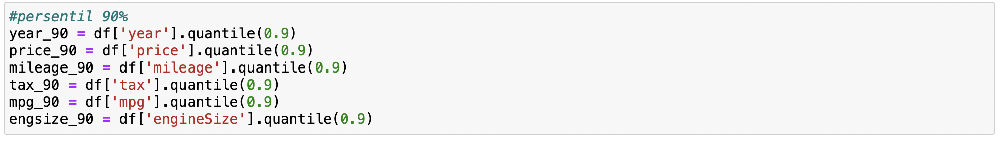 #persentil 90%
year_90 = df['year'].quantile(0.9)
price_90 = df['price'].quantile(0.9)
mileage_90 = df['mileage'].quantile(0.9)
tax_90 = df['tax'].quantile(0.9)
mpg_90 = df['mpg'].quantile(0.9)
engsize_90 = df['engineSize'].quantile(0.9)